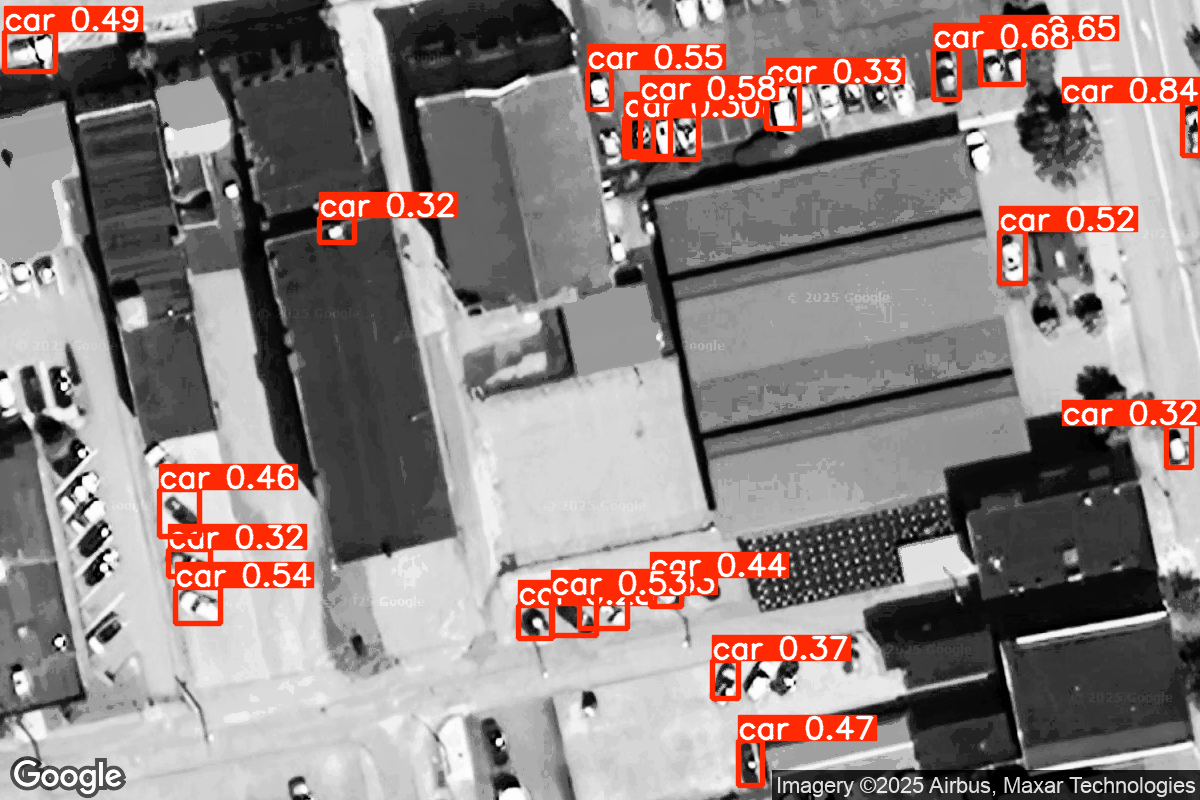 car 0.49
car 0.68
.65
car 0.55
car 0.33
car 0.58
car 0.30
car 0.84
car 0.32
car 0.52
© 2025 Google
car 0.32
car 0.46
car 0.32
car 0.54
car 0.44
car 0.53
car 0.37
car 0.47
Google
Imagery ©2025 Airbus, Maxar Technologies